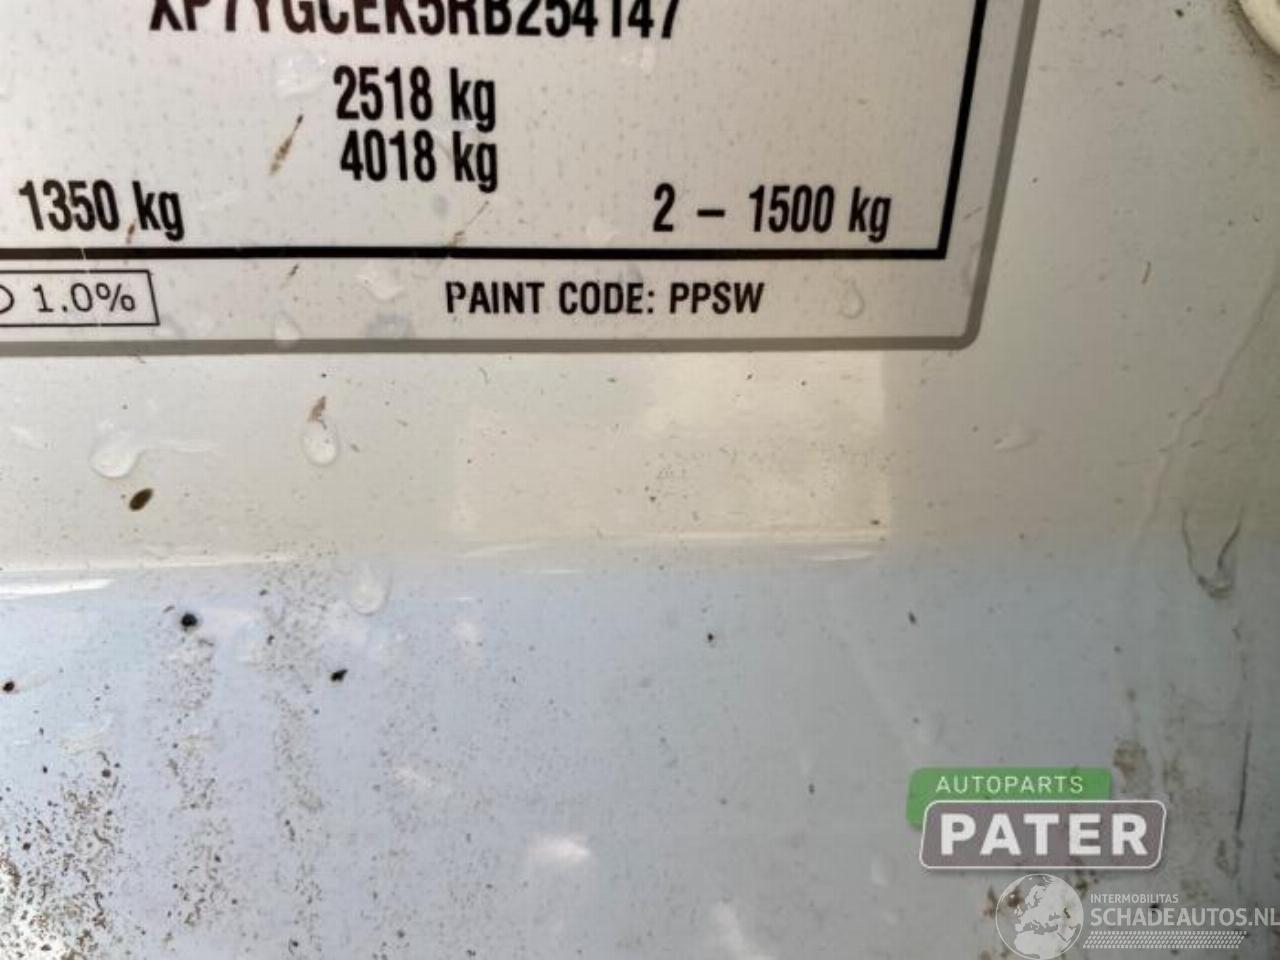 XP7YGCEK5RB254147
2518 kg
4018 kg
1350 kg 2 – 1500 kg
1.0% PAINT CODE: PPSW
AUTOPARTS
PATER
INTERMOBILITAS
SCHADEAUTOS.NL